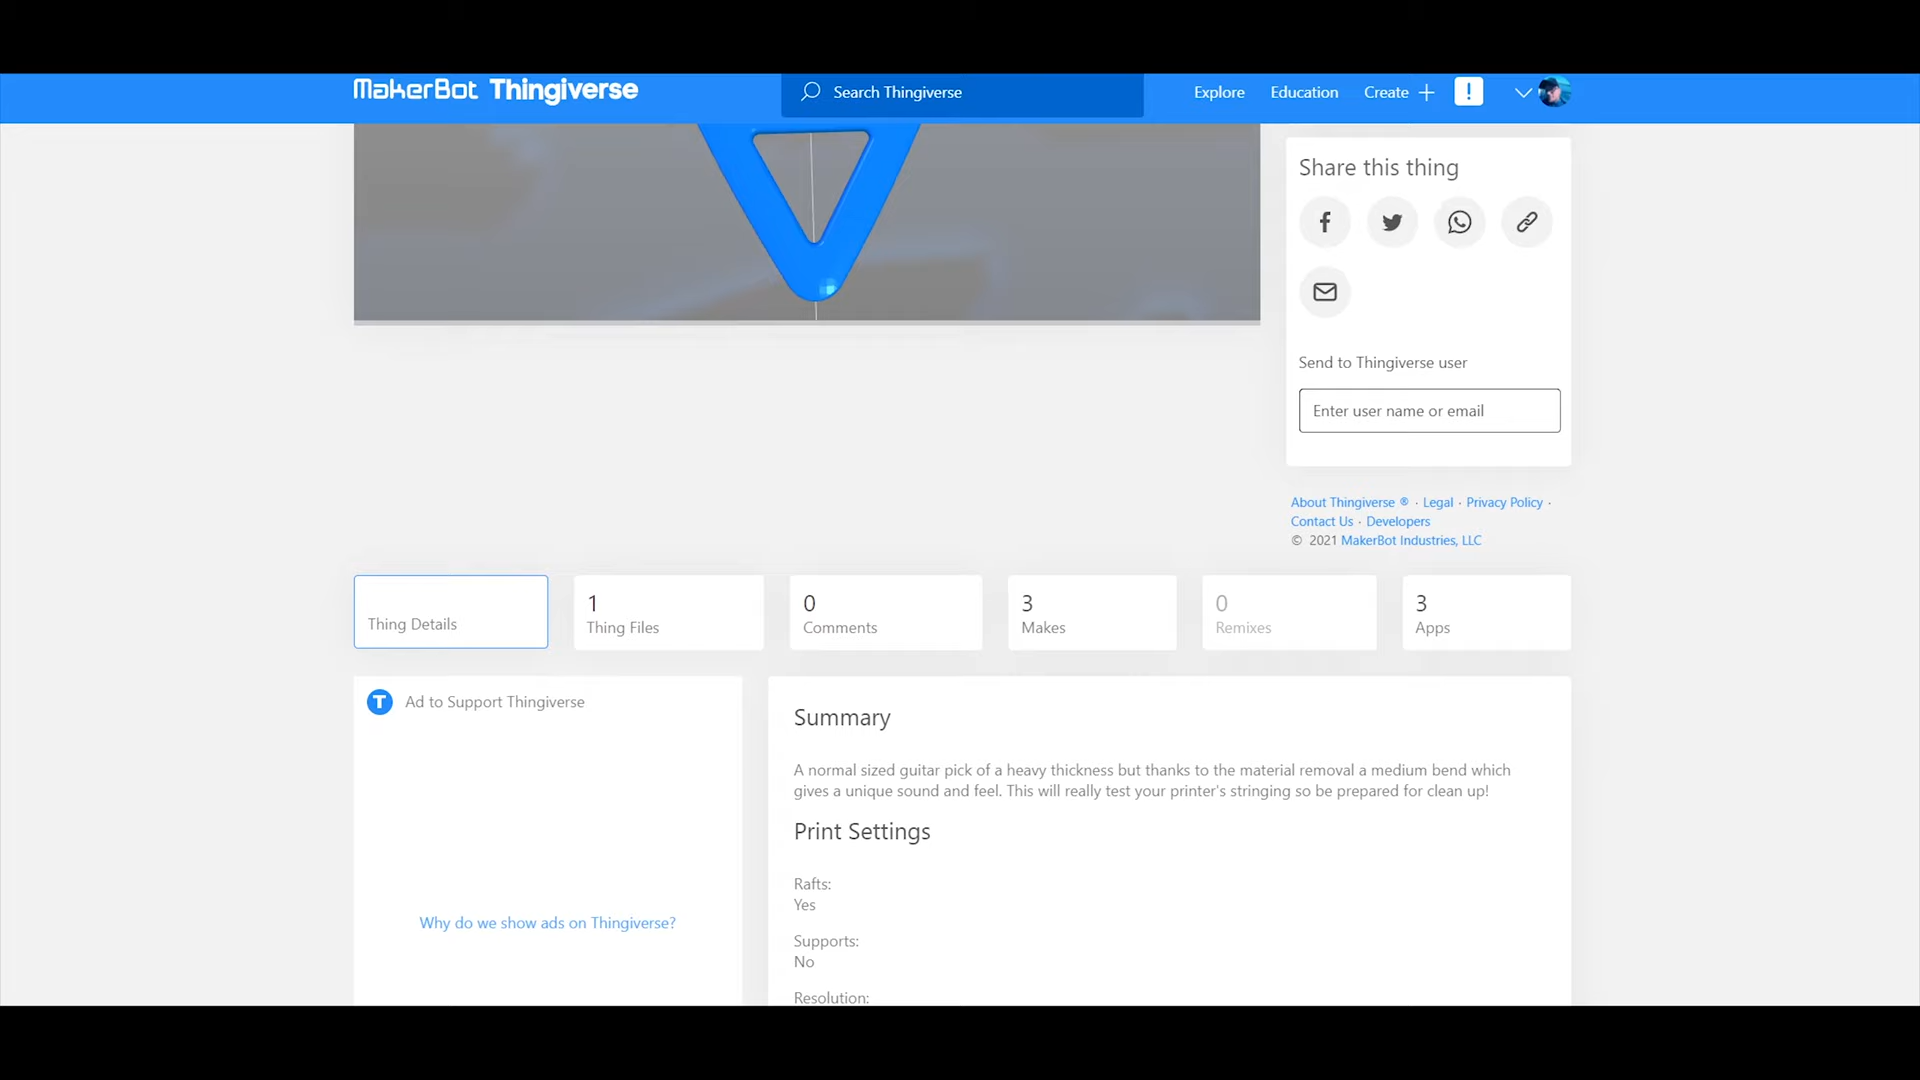 MakerBot Thingiverse
Search Thingiverse
Explore Education Create
Share this thing
Send to Thingiverse user
Enter user name or email
About Thingiverse ® · Legal · Privacy Policy ·
Contact Us · Developers
© 2021 MakerBot Industries, LLC
Thing Details
1
Thing Files
0
Comments
3
Makes
0
Remixes
3
Apps
T Ad to Support Thingiverse
Why do we show ads on Thingiverse?
Summary
A normal sized guitar pick of a heavy thickness but thanks to the material removal a medium bend which
gives a unique sound and feel. This will really test your printer's stringing so be prepared for clean up!
Print Settings
Rafts:
Yes
Supports:
No
Resolution: